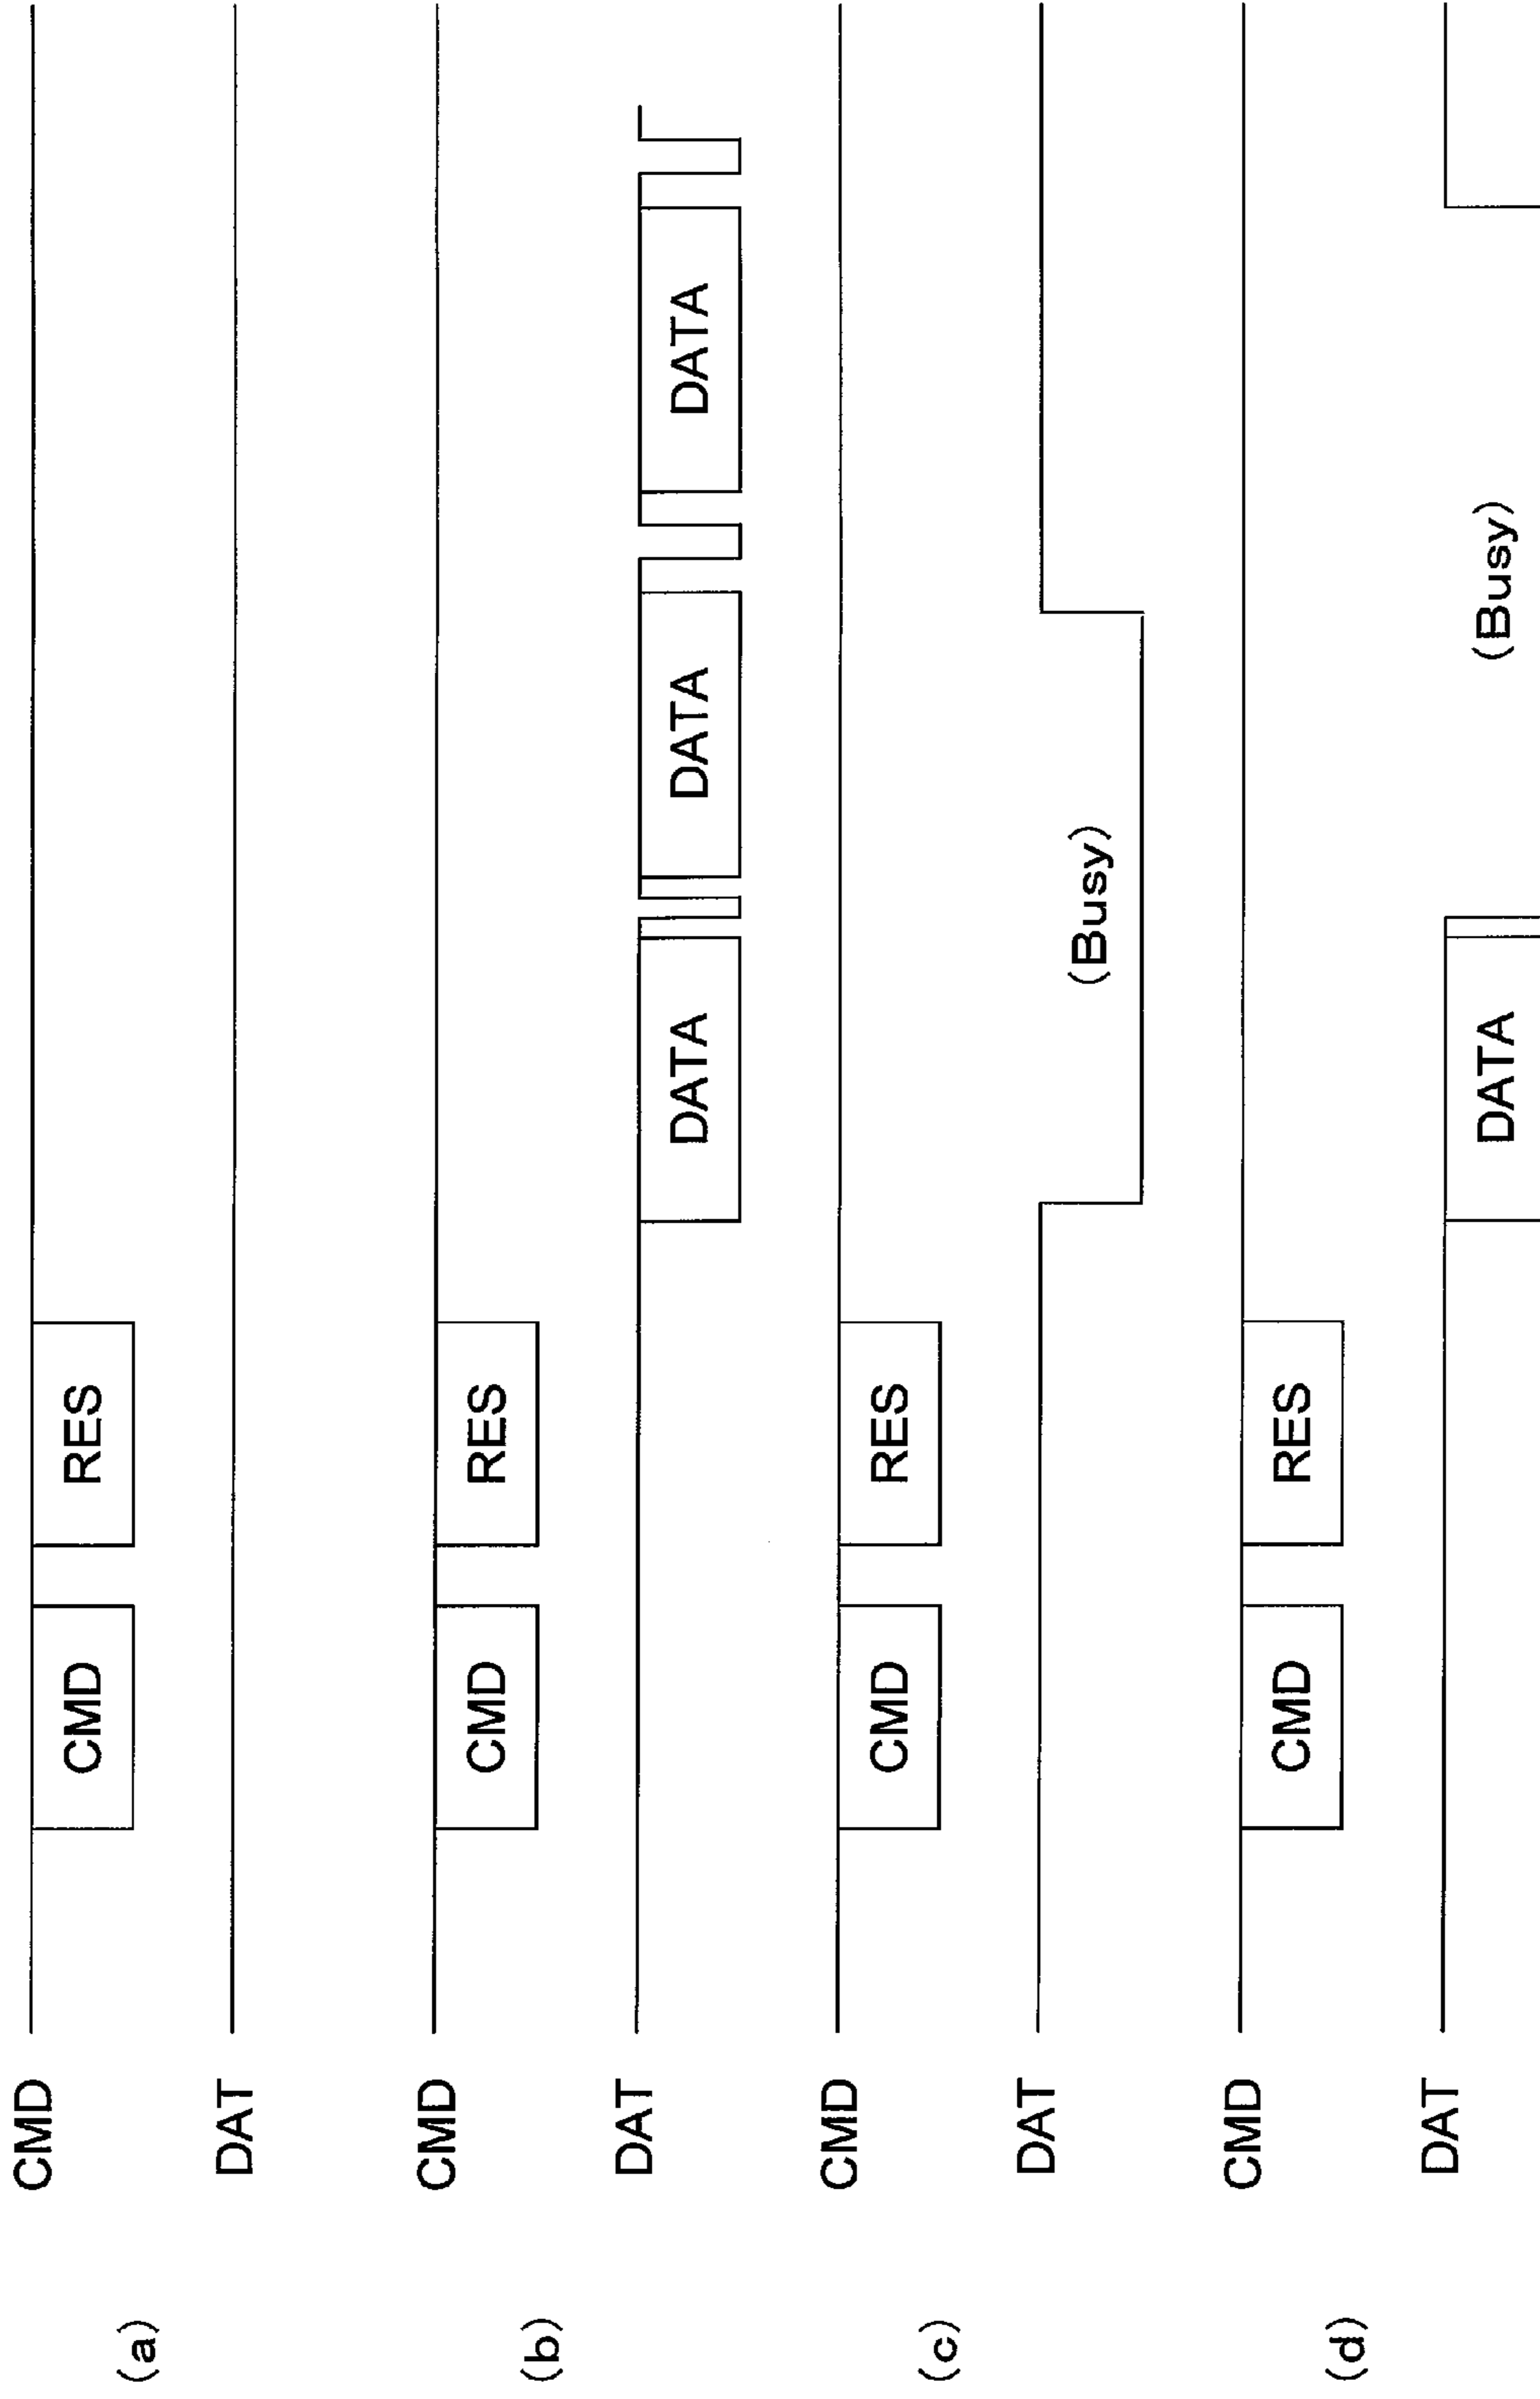 (a)
CMD CMD RES
DAT
(b)
CMD CMD RES
DAT DATA DATA DATA
(c)
CMD CMD RES
DAT (Busy)
(d)
CMD CMD RES
DAT DATA (Busy)